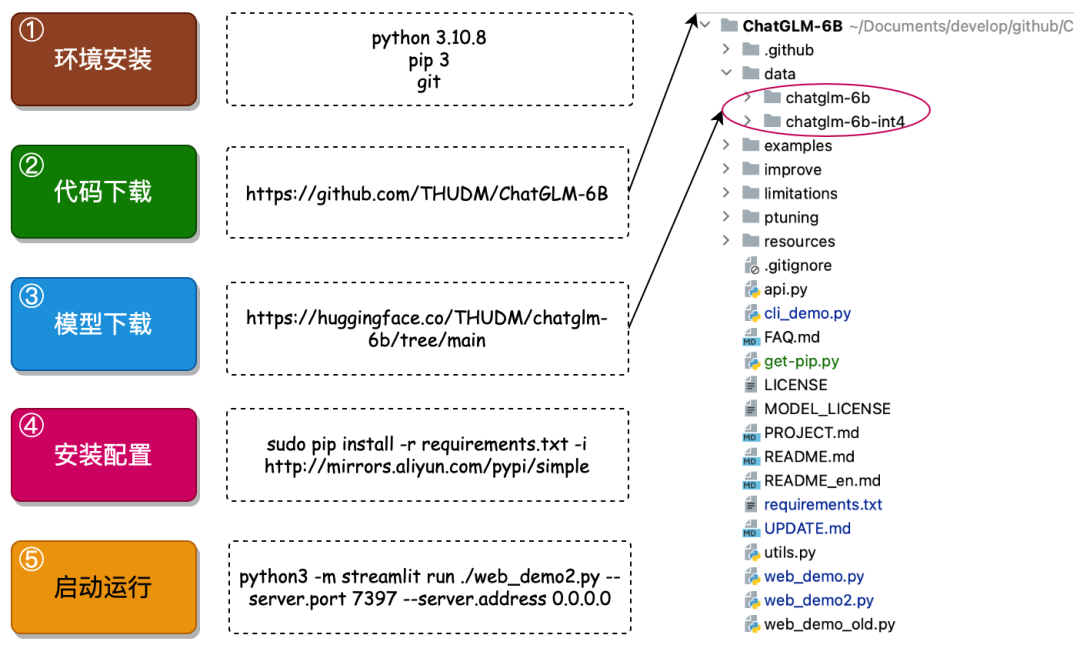 ① 环境安装
python 3.10.8
pip 3
git
② 代码下载
https://github.com/THUDM/ChatGLM-6B
③ 模型下载
https://huggingface.co/THUDM/chatglm-
6b/tree/main
④ 安装配置
sudo pip install -r requirements.txt -i
http://mirrors.aliyun.com/pypi/simple
⑤ 启动运行
python3 -m streamlit run ./web_demo2.py --
server.port 7397 --server.address 0.0.0.0
ChatGLM-6B ~/Documents/develop/github/C
.github
data
chatglm-6b
chatglm-6b-int4
examples
improve
limitations
ptuning
resources
.gitignore
api.py
cli_demo.py
MD FAQ.md
get-pip.py
LICENSE
MODEL_LICENSE
MD PROJECT.md
MD README.md
MD README_en.md
requirements.txt
MD UPDATE.md
utils.py
web_demo.py
web_demo2.py
web_demo_old.py